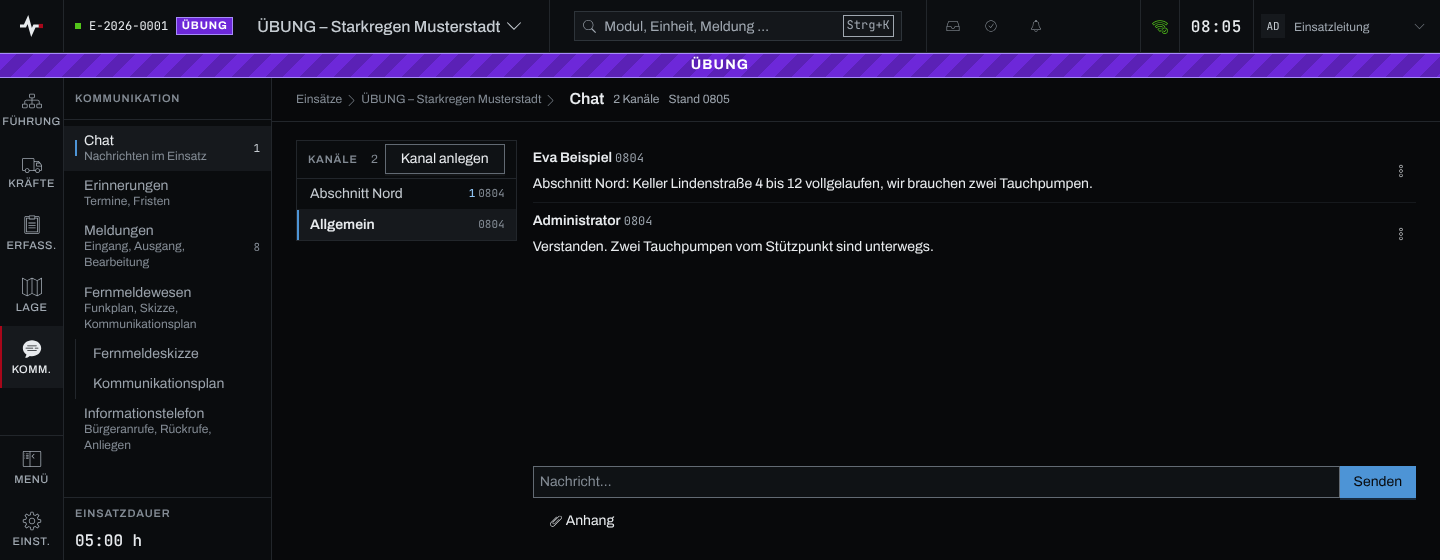 E-2026-0001 ÜBUNG ÜBUNG – Starkregen Musterstadt Modul, Einheit, Meldung ... Strg+K 08:05 AD Einsatzleitung
ÜBUNG
FÜHRUNG
KRÄFTE
ERFASS.
LAGE
KOMM.
MENÜ
EINST.
KOMMUNIKATION
Chat
Nachrichten im Einsatz 1
Erinnerungen
Termine, Fristen
Meldungen
Eingang, Ausgang, 8
Bearbeitung
Fernmeldewesen
Funkplan, Skizze,
Kommunikationsplan
Fernmeldeskizze
Kommunikationsplan
Informationstelefon
Bürgeranrufe, Rückrufe,
Anliegen
EINSATZDAUER
05:00 h
Einsätze ÜBUNG – Starkregen Musterstadt Chat 2 Kanäle Stand 0805
KANÄLE 2 Kanal anlegen
Abschnitt Nord 1 0804
Allgemein 0804
Eva Beispiel 0804
Abschnitt Nord: Keller Lindenstraße 4 bis 12 vollgelaufen, wir brauchen zwei Tauchpumpen.
Administrator 0804
Verstanden. Zwei Tauchpumpen vom Stützpunkt sind unterwegs.
Nachricht... Senden
Anhang